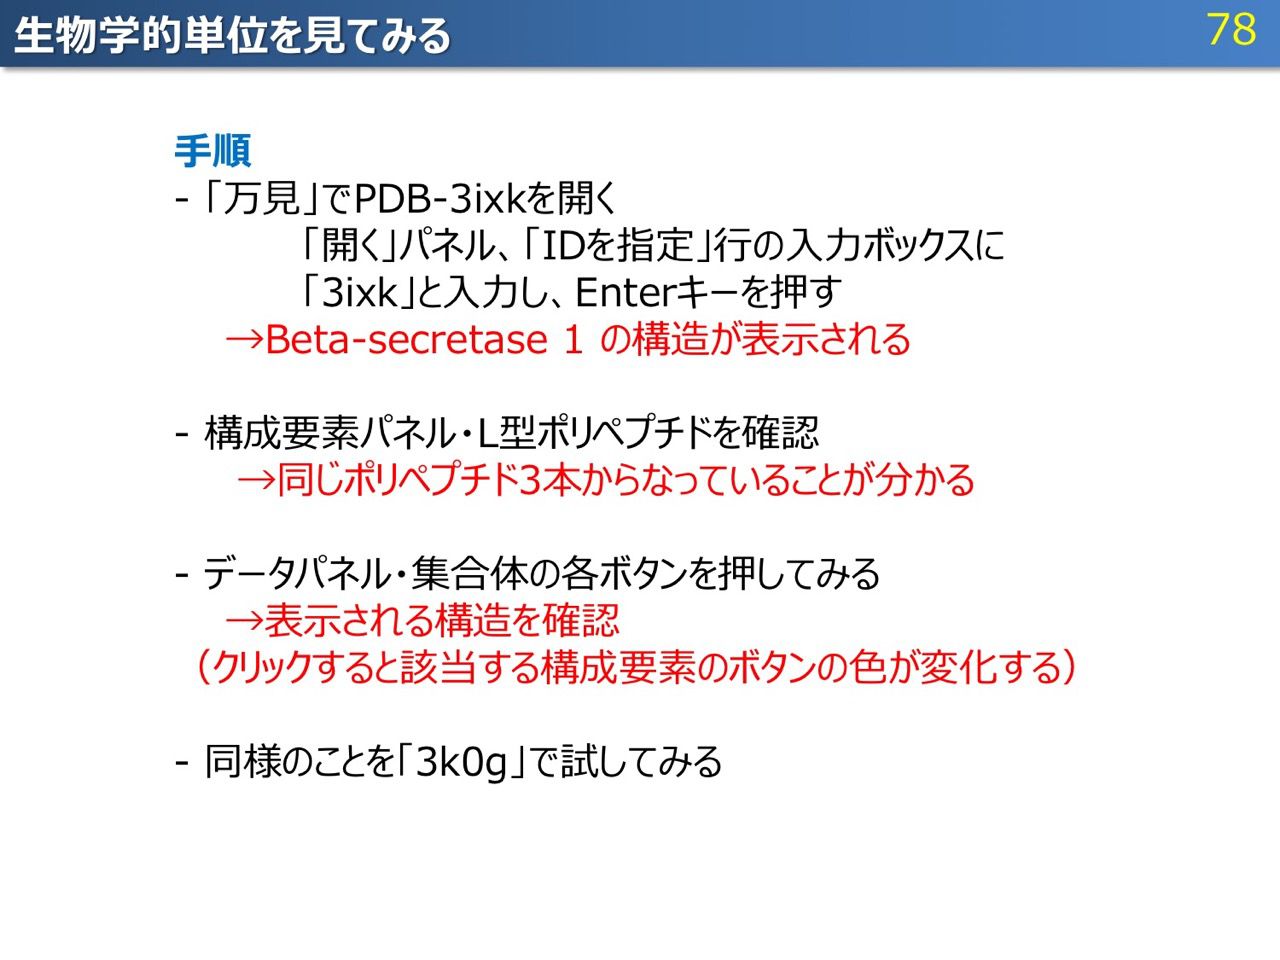 生物学的単位を見てみる
78
手順
- 「万見」でPDB-3ixkを開く
「開く」パネル、「IDを指定」行の入力ボックスに
「3ixk」と入力し、Enterキーを押す
→Beta-secretase 1 の構造が表示される
- 構成要素パネル・L型ポリペプチドを確認
→同じポリペプチド3本からなっていることが分かる
- データパネル・集合体の各ボタンを押してみる
→表示される構造を確認
（クリックすると該当する構成要素のボタンの色が変化する）
- 同様のことを「3k0g」で試してみる